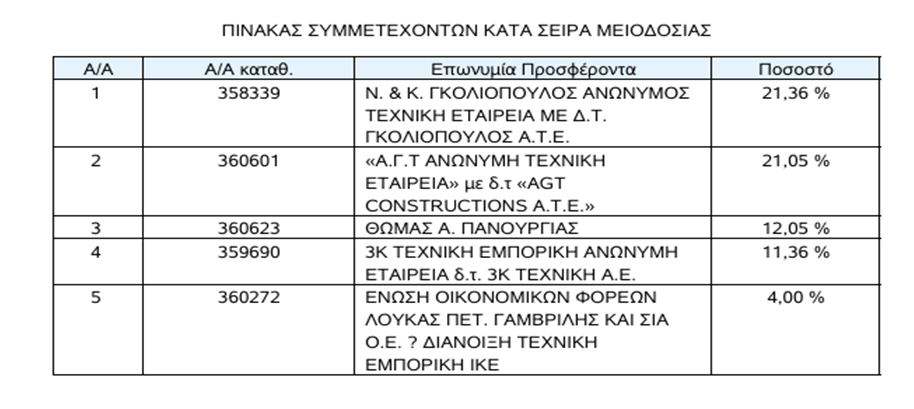 ΠΙΝΑΚΑΣ ΣΥΜΜΕΤΕΧΟΝΤΩΝ ΚΑΤΑ ΣΕΙΡΑ ΜΕΙΟΔΟΣΙΑΣ
Α/Α Α/Α καταθ. Επωνυμία Προσφέροντα Ποσοστό
1 358339 Ν. & Κ. ΓΚΟΛΙΟΠΟΥΛΟΣ ΑΝΩΝΥΜΟΣ 21,36 %
ΤΕΧΝΙΚΗ ΕΤΑΙΡΕΙΑ ΜΕ Δ.Τ.
ΓΚΟΛΙΟΠΟΥΛΟΣ Α.Τ.Ε.
2 360601 «Α.Γ.Τ ΑΝΩΝΥΜΗ ΤΕΧΝΙΚΗ 21,05 %
ΕΤΑΙΡΕΙΑ» με δ.τ «AGT
CONSTRUCTIONS Α.Τ.Ε.»
3 360623 ΘΩΜΑΣ Α. ΠΑΝΟΥΡΓΙΑΣ 12,05 %
4 359690 3Κ ΤΕΧΝΙΚΗ ΕΜΠΟΡΙΚΗ ΑΝΩΝΥΜΗ 11,36 %
ΕΤΑΙΡΕΙΑ δ.τ. 3Κ ΤΕΧΝΙΚΗ Α.Ε.
5 360272 ΕΝΩΣΗ ΟΙΚΟΝΟΜΙΚΩΝ ΦΟΡΕΩΝ 4,00 %
ΛΟΥΚΑΣ ΠΕΤ. ΓΑΜΒΡΙΛΗΣ ΚΑΙ ΣΙΑ
Ο.Ε. ? ΔΙΑΝΟΙΞΗ ΤΕΧΝΙΚΗ
ΕΜΠΟΡΙΚΗ ΙΚΕ